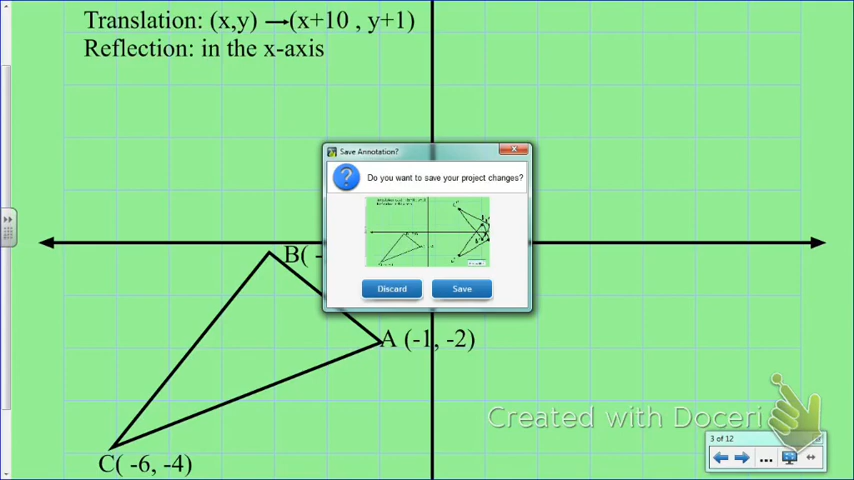 Translation: (x,y) → (x+10 , y+1)
Reflection: in the x-axis
Save Annotation?
Do you want to save your project changes?
Discard Save
B( -
A (-1, -2)
C( -6, -4)
Created with Doceri
3 of 12
...